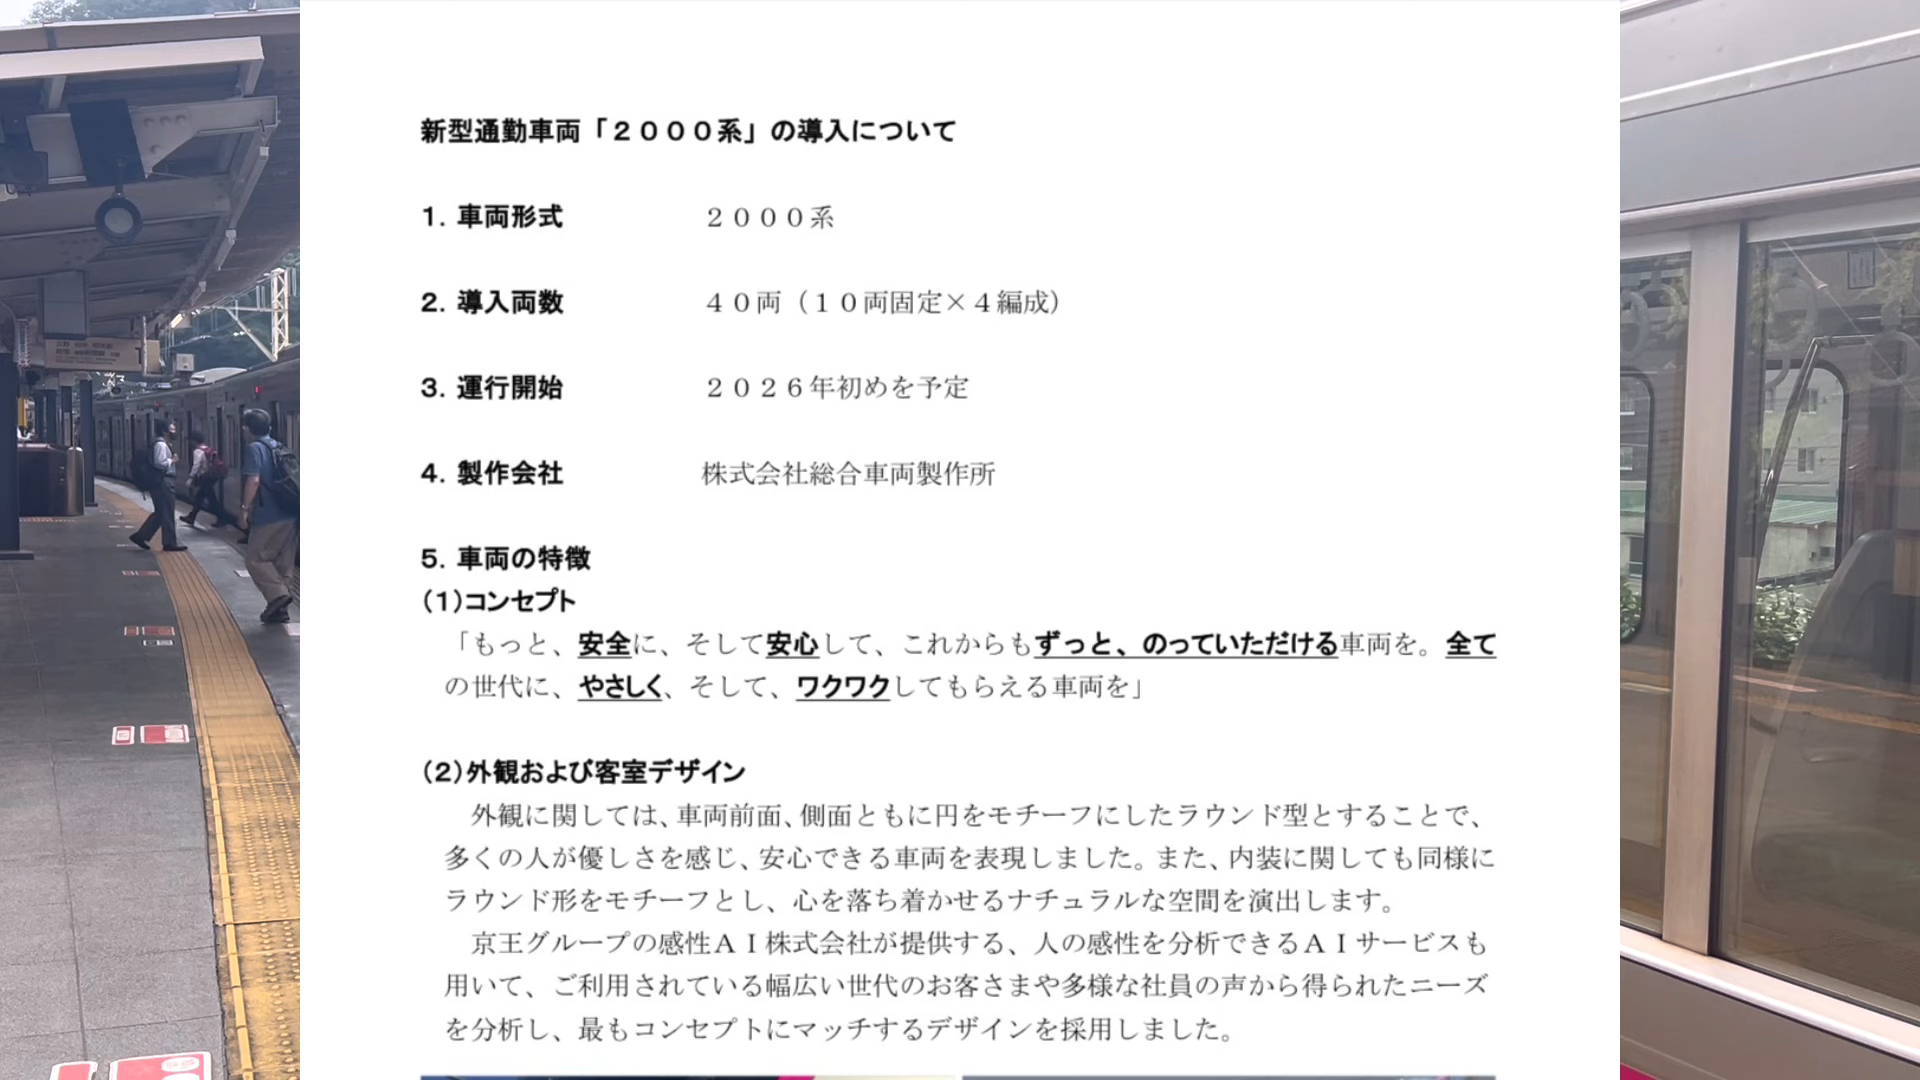 新型通勤車両「２０００系」の導入について
1．車両形式　２０００系
2．導入両数　４０両（１０両固定×４編成）
3．運行開始　２０２６年初めを予定
4．製作会社　株式会社総合車両製作所
5．車両の特徴
（1）コンセプト
「もっと、安全に、そして安心して、これからもずっと、のっていただける車両を。全て
の世代に、やさしく、そして、ワクワクしてもらえる車両を」
（2）外観および客室デザイン
外観に関しては、車両前面、側面ともに円をモチーフにしたラウンド型とすることで、
多くの人が優しさを感じ、安心できる車両を表現しました。また、内装に関しても同様に
ラウンド形をモチーフとし、心を落ち着かせるナチュラルな空間を演出します。
京王グループの感性ＡＩ株式会社が提供する、人の感性を分析できるＡＩサービスも
用いて、ご利用されている幅広い世代のお客さまや多様な社員の声から得られたニーズ
を分析し、最もコンセプトにマッチするデザインを採用しました。